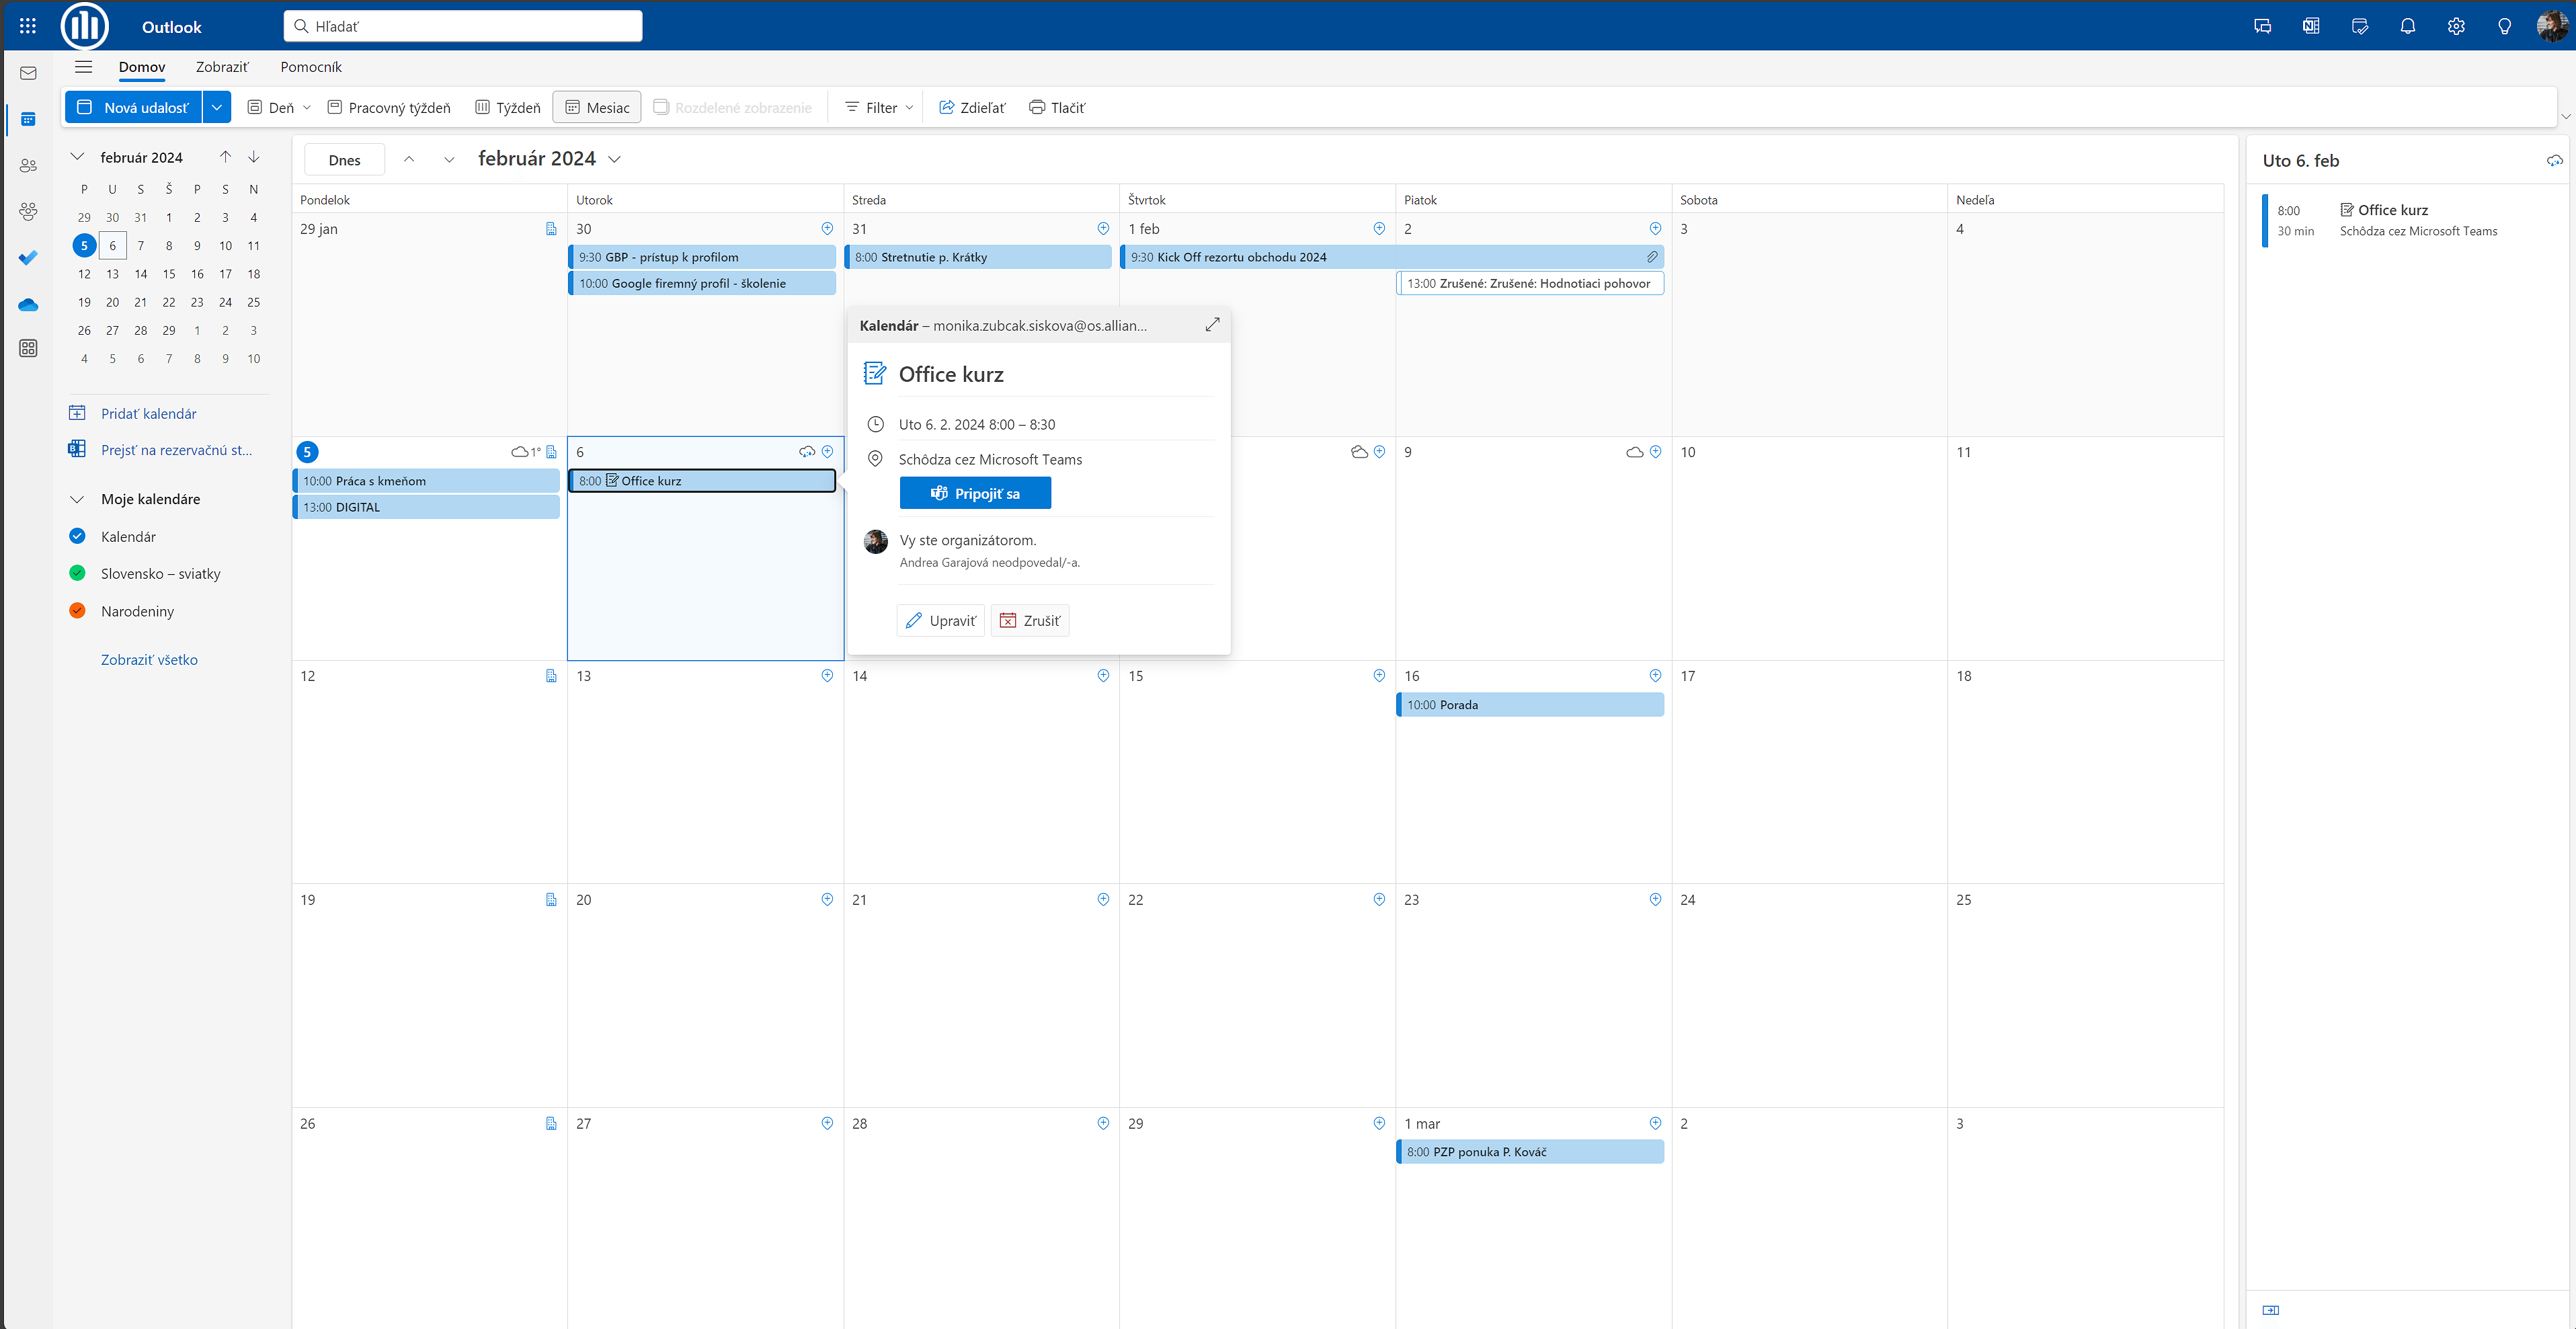 Outlook
Hľadať
Domov Zobraziť Pomocník
Nová udalosť Deň Pracovný týždeň Týždeň Mesiac Rozdelené zobrazenie Filter Zdieľať Tlačiť
február 2024
P U S Š P S N
29 30 31 1 2 3 4
5 6 7 8 9 10 11
12 13 14 15 16 17 18
19 20 21 22 23 24 25
26 27 28 29 1 2 3
4 5 6 7 8 9 10
Pridať kalendár
Prejsť na rezervačnú st...
Moje kalendáre
Kalendár
Slovensko – sviatky
Narodeniny
Zobraziť všetko
Dnes február 2024
Pondelok Utorok Streda Štvrtok Piatok Sobota Nedeľa
29 jan 30 31 1 feb 2 3 4
9:30 GBP - prístup k profilom 8:00 Stretnutie p. Krátky 9:30 Kick Off rezortu obchodu 2024
10:00 Google firemný profil - školenie 13:00 Zrušené: Zrušené: Hodnotiaci pohovor
Kalendár – monika.zubcak.siskova@os.allian...
Office kurz
Uto 6. 2. 2024 8:00 – 8:30
Schôdza cez Microsoft Teams
Pripojiť sa
Vy ste organizátorom.
Andrea Garajová neodpovedal/-a.
Upraviť Zrušiť
5 1° 6 9 10 11
10:00 Práca s kmeňom 8:00 Office kurz
13:00 DIGITAL
12 13 14 15 16 17 18
10:00 Porada
19 20 21 22 23 24 25
26 27 28 29 1 mar 2 3
8:00 PZP ponuka P. Kováč
Uto 6. feb
8:00 Office kurz
30 min Schôdza cez Microsoft Teams